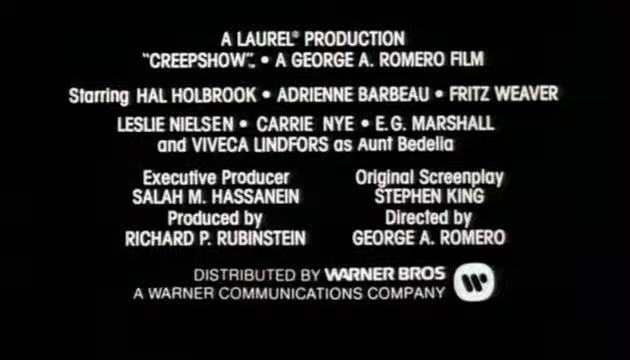 A LAUREL® PRODUCTION
"CREEPSHOW"™ • A GEORGE A. ROMERO FILM
Starring HAL HOLBROOK • ADRIENNE BARBEAU • FRITZ WEAVER
LESLIE NIELSEN • CARRIE NYE • E.G. MARSHALL
and VIVECA LINDFORS as Aunt Bedelia
Executive Producer
SALAH M. HASSANEIN
Produced by
RICHARD P. RUBINSTEIN
Original Screenplay
STEPHEN KING
Directed by
GEORGE A. ROMERO
DISTRIBUTED BY WARNER BROS
A WARNER COMMUNICATIONS COMPANY